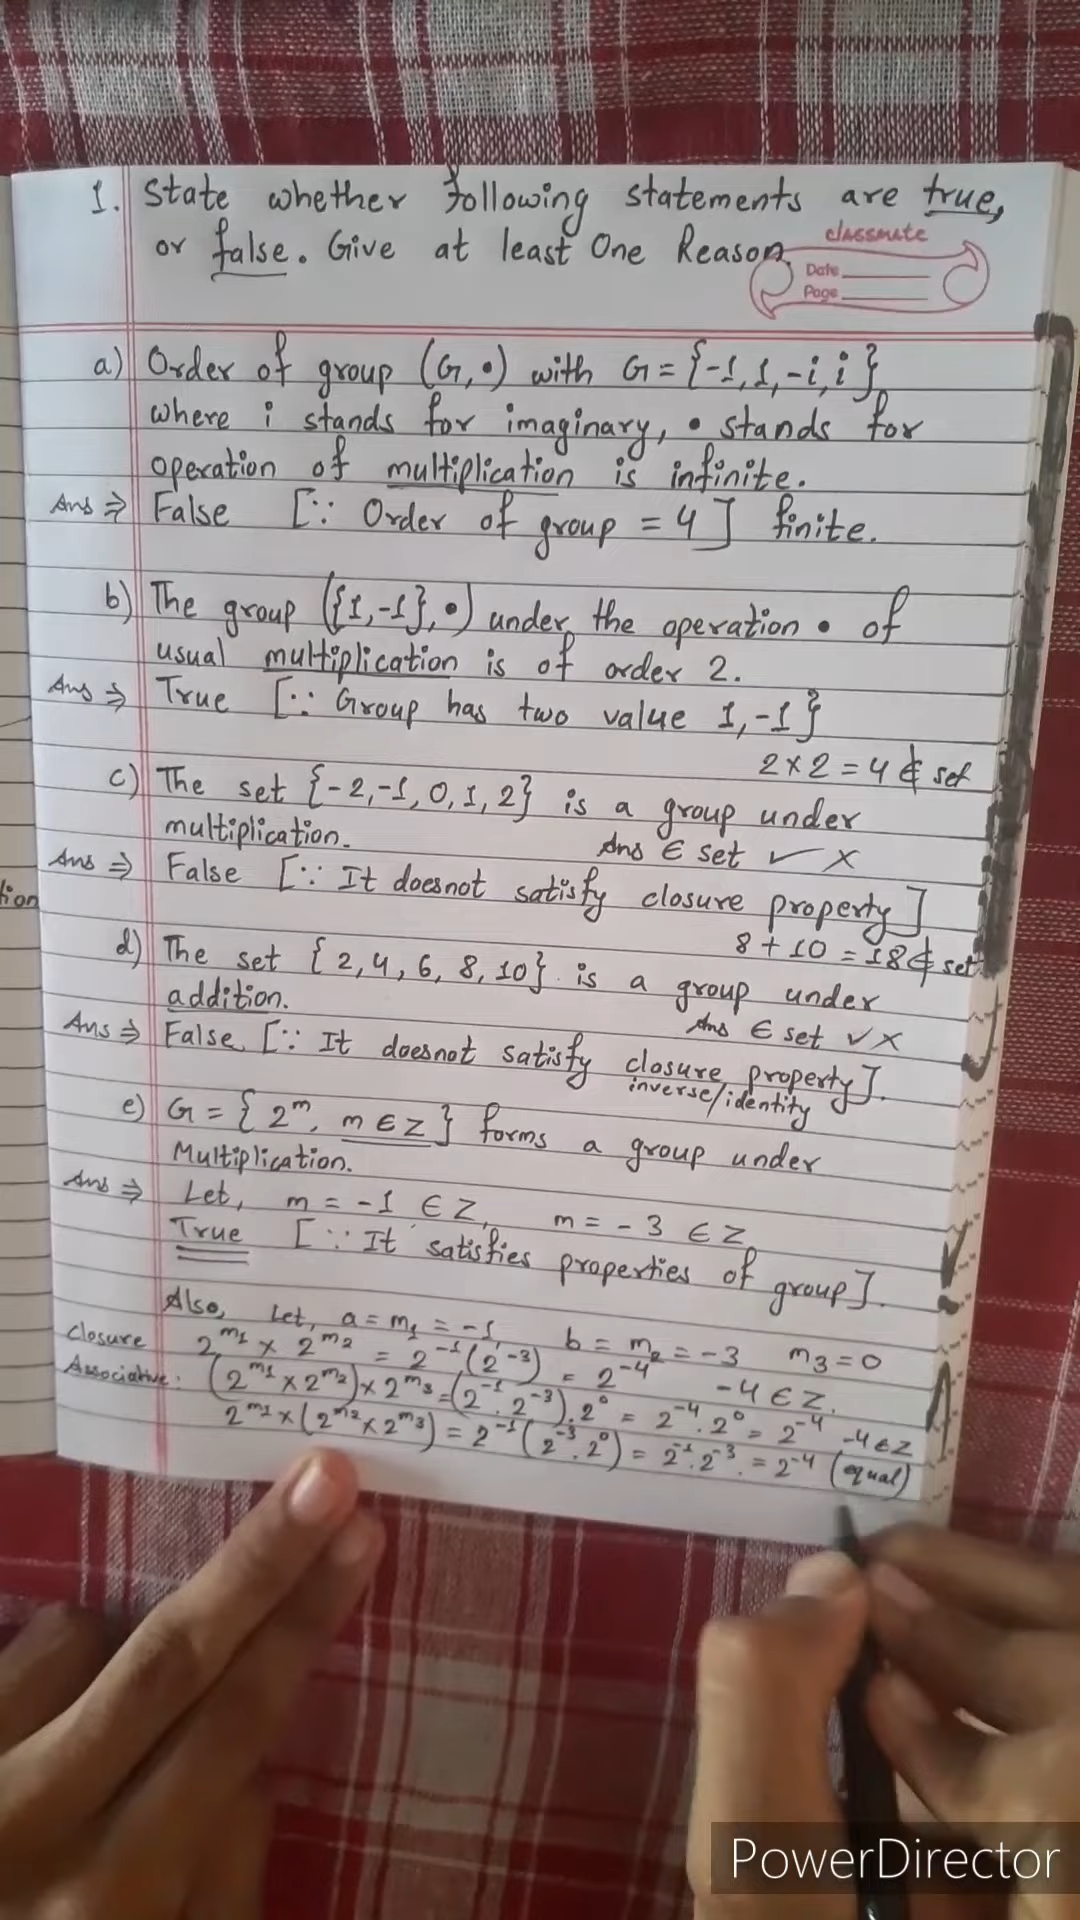 1. State whether following statements are true,
or false. Give at least One Reason.
classmate
Date
Page
a) Order of group (G, •) with G = {-1, 1, -i, i}
where i stands for imaginary, • stands for
operation of multiplication is infinite.
Ans ⇒ False [∵ Order of group = 4] finite.
b) The group ({1, -1}, •) under the operation • of
usual multiplication is of order 2.
Ans ⇒ True [∵ Group has two value 1, -1}
2 × 2 = 4 ∉ set
c) The set {-2, -1, 0, 1, 2} is a group under
multiplication. Ans ∈ set ✓ ×
Ans ⇒ False [∵ It doesnot satisfy closure property]
tion
8 + 10 = 18 ∉ set
d) The set {2, 4, 6, 8, 10} is a group under
addition. Ans ∈ set ✓ ×
Ans ⇒ False [∵ It doesnot satisfy closure property].
inverse/identity
e) G = {2^m, m ∈ Z} forms a group under
Multiplication.
Ans ⇒ Let, m = -1 ∈ Z, m = -3 ∈ Z
True [∵ It satisfies properties of group].
Also, Let, a = m₁ = -1, b = m₂ = -3 m₃ = 0
Closure 2^m₁ × 2^m₂ = 2^-1 (2^-3) = 2^-4 -4 ∈ Z.
Associative: (2^m₁ × 2^m₂) × 2^m₃ = (2^-1 . 2^-3) . 2^0 = 2^-4 . 2^0 = 2^-4 -4 ∈ Z
2^m₁ × (2^m₂ × 2^m₃) = 2^-1 (2^-3 . 2^0) = 2^-1 . 2^-3 . = 2^-4 (equal)
PowerDirector